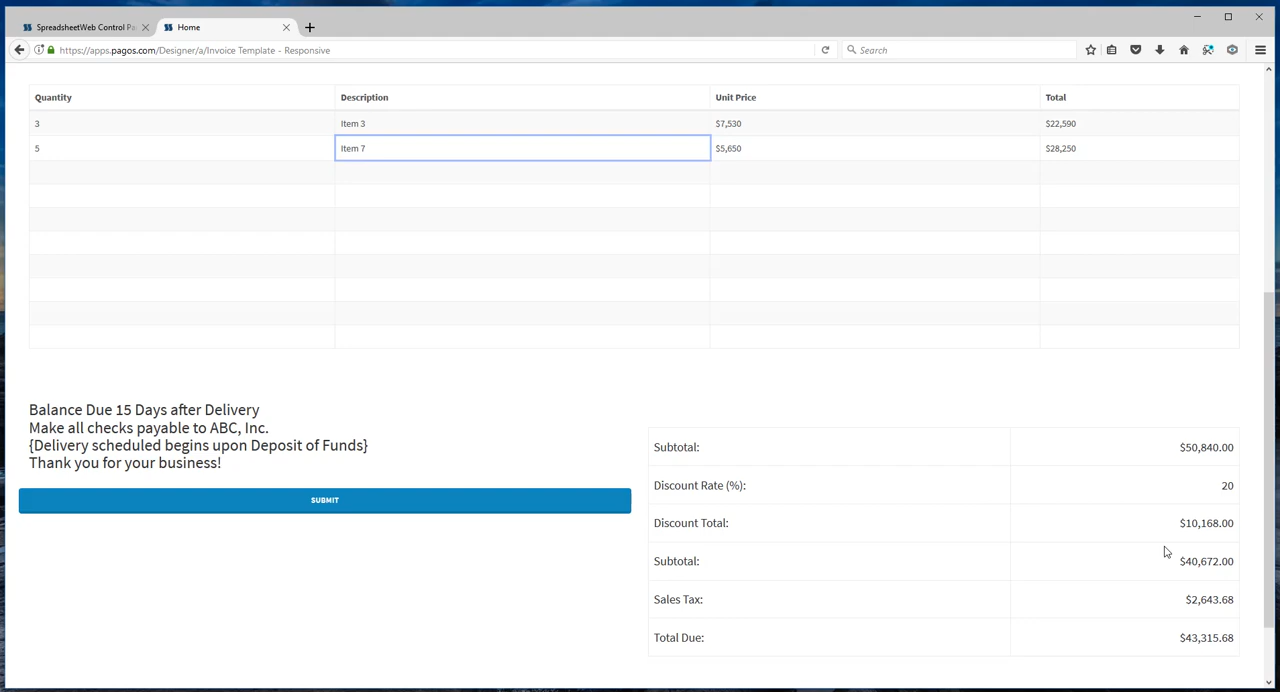 SpreadsheetWeb Control Pa
Home
https://apps.pagos.com/Designer/a/Invoice Template - Responsive
Search
Quantity Description Unit Price Total
3 Item 3 $7,530 $22,590
5 Item 7 $5,650 $28,250
Balance Due 15 Days after Delivery
Make all checks payable to ABC, Inc.
{Delivery scheduled begins upon Deposit of Funds}
Thank you for your business!
SUBMIT
Subtotal: $50,840.00
Discount Rate (%): 20
Discount Total: $10,168.00
Subtotal: $40,672.00
Sales Tax: $2,643.68
Total Due: $43,315.68